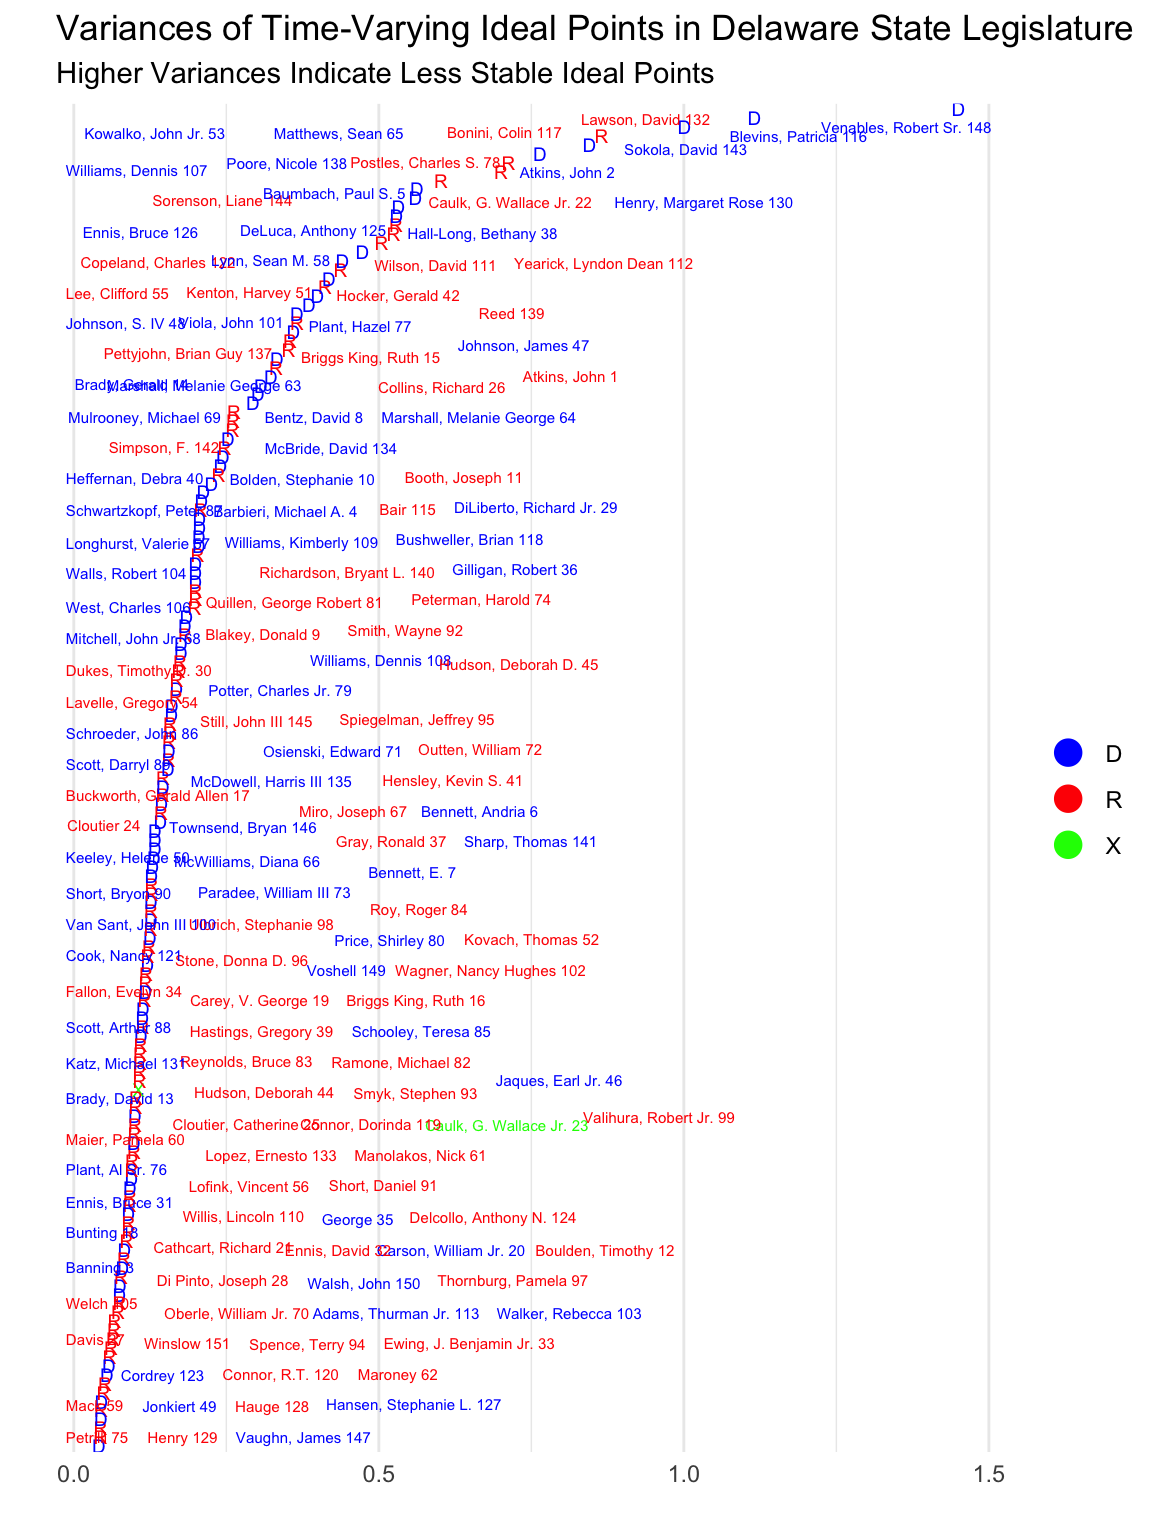 Variances of Time-Varying Ideal Points in Delaware State Legislature
Higher Variances Indicate Less Stable Ideal Points
Lawson, David 132
Venables, Robert Sr. 148
Kowalko, John Jr. 53 Matthews, Sean 65 Bonini, Colin 117 Blevins, Patricia 116
Sokola, David 143
Williams, Dennis 107 Poore, Nicole 138 Postles, Charles S. 78 Atkins, John 2
Sorenson, Liane 144 Baumbach, Paul S. 5 Caulk, G. Wallace Jr. 22 Henry, Margaret Rose 130
Ennis, Bruce 126 DeLuca, Anthony 125 Hall-Long, Bethany 38
Copeland, Charles 122 Lynn, Sean M. 58 Wilson, David 111 Yearick, Lyndon Dean 112
Lee, Clifford 55 Kenton, Harvey 51 Hocker, Gerald 42
Reed 139
Johnson, S. IV 48 Viola, John 101 Plant, Hazel 77
Johnson, James 47
Pettyjohn, Brian Guy 137 Briggs King, Ruth 15
Atkins, John 1
Brady, Gerald 14 Marshall, Melanie George 63 Collins, Richard 26
Mulrooney, Michael 69 Bentz, David 8 Marshall, Melanie George 64
Simpson, F. 142 McBride, David 134
Heffernan, Debra 40 Bolden, Stephanie 10 Booth, Joseph 11
Schwartzkopf, Peter 87 Barbieri, Michael A. 4 Bair 115 DiLiberto, Richard Jr. 29
Longhurst, Valerie 57 Williams, Kimberly 109 Bushweller, Brian 118
Walls, Robert 104 Richardson, Bryant L. 140 Gilligan, Robert 36
West, Charles 106 Quillen, George Robert 81 Peterman, Harold 74
Mitchell, John Jr. 68 Blakey, Donald 9 Smith, Wayne 92
Dukes, Timothy D. 30 Williams, Dennis 108 Hudson, Deborah D. 45
Lavelle, Gregory 54 Potter, Charles Jr. 79
Still, John III 145 Spiegelman, Jeffrey 95
Schroeder, John 86
Osienski, Edward 71 Outten, William 72 D
Scott, Darryl 89
McDowell, Harris III 135 Hensley, Kevin S. 41
Buckworth, Gerald Allen 17 R
Miro, Joseph 67 Bennett, Andria 6
Cloutier 24 Townsend, Bryan 146
Gray, Ronald 37 Sharp, Thomas 141 X
Keeley, Helene 50 McWilliams, Diana 66
Bennett, E. 7
Short, Bryon 90 Paradee, William III 73
Roy, Roger 84
Van Sant, John III 100 Ulbrich, Stephanie 98
Price, Shirley 80 Kovach, Thomas 52
Cook, Nancy 121 Stone, Donna D. 96
Voshell 149 Wagner, Nancy Hughes 102
Fallon, Evelyn 34 Carey, V. George 19 Briggs King, Ruth 16
Scott, Arthur 88 Hastings, Gregory 39 Schooley, Teresa 85
Katz, Michael 131 Reynolds, Bruce 83 Ramone, Michael 82
Jaques, Earl Jr. 46
Brady, David 13 Hudson, Deborah 44 Smyk, Stephen 93
Cloutier, Catherine 25 Connor, Dorinda 119 Caulk, G. Wallace Jr. 23 Valihura, Robert Jr. 99
Maier, Pamela 60
Lopez, Ernesto 133 Manolakos, Nick 61
Plant, Al Sr. 76
Lofink, Vincent 56 Short, Daniel 91
Ennis, Bruce 31
Willis, Lincoln 110 George 35 Delcollo, Anthony N. 124
Bunting 18
Cathcart, Richard 21 Ennis, David 32 Carson, William Jr. 20 Boulden, Timothy 12
Banning 3
Di Pinto, Joseph 28 Walsh, John 150 Thornburg, Pamela 97
Welch 105
Oberle, William Jr. 70 Adams, Thurman Jr. 113 Walker, Rebecca 103
Davis 27 Winslow 151 Spence, Terry 94 Ewing, J. Benjamin Jr. 33
Cordrey 123 Connor, R.T. 120 Maroney 62
Mack 59 Jonkiert 49 Hauge 128 Hansen, Stephanie L. 127
Petrilli 75 Henry 129 Vaughn, James 147
0.0 0.5 1.0 1.5